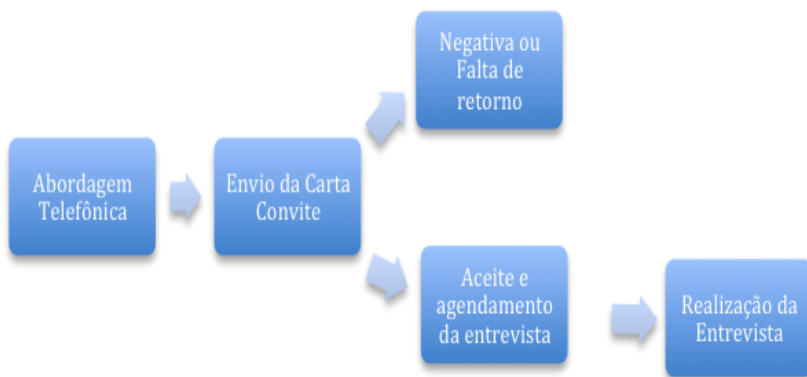 Abordagem
Telefônica
Envio da Carta
Convite
Negativa ou
Falta de
retorno
Aceite e
agendamento
da entrevista
Realização da
Entrevista